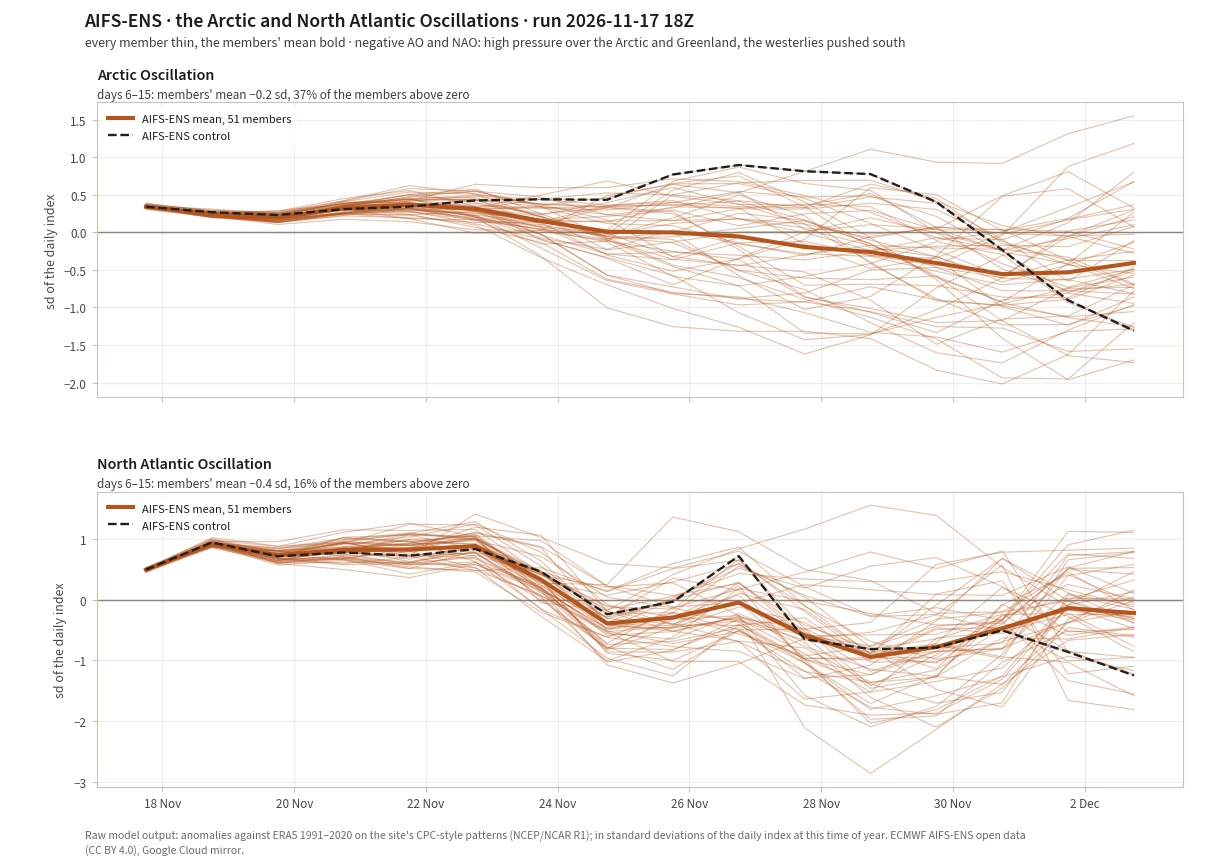 AIFS-ENS · the Arctic and North Atlantic Oscillations · run 2026-11-17 18Z
every member thin, the members' mean bold · negative AO and NAO: high pressure over the Arctic and Greenland, the westerlies pushed south
Arctic Oscillation
days 6–15: members' mean −0.2 sd, 37% of the members above zero
AIFS-ENS mean, 51 members
AIFS-ENS control
sd of the daily index
1.5
1.0
0.5
0.0
−0.5
−1.0
−1.5
−2.0
North Atlantic Oscillation
days 6–15: members' mean −0.4 sd, 16% of the members above zero
AIFS-ENS mean, 51 members
AIFS-ENS control
sd of the daily index
1
0
−1
−2
−3
18 Nov 20 Nov 22 Nov 24 Nov 26 Nov 28 Nov 30 Nov 2 Dec
Raw model output: anomalies against ERA5 1991–2020 on the site's CPC-style patterns (NCEP/NCAR R1); in standard deviations of the daily index at this time of year. ECMWF AIFS-ENS open data
(CC BY 4.0), Google Cloud mirror.